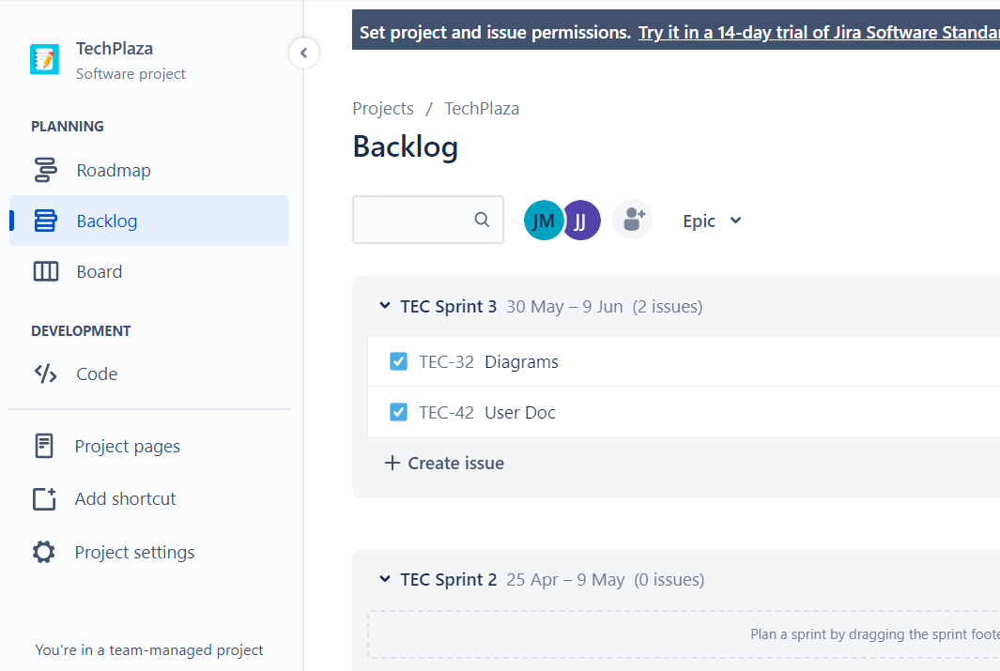 TechPlaza
Software project
PLANNING
Roadmap
Backlog
Board
DEVELOPMENT
Code
Project pages
Add shortcut
Project settings
You're in a team-managed project
Set project and issue permissions. Try it in a 14-day trial of Jira Software Standa
Projects / TechPlaza
Backlog
JM JJ Epic
TEC Sprint 3 30 May – 9 Jun (2 issues)
TEC-32 Diagrams
TEC-42 User Doc
+ Create issue
TEC Sprint 2 25 Apr – 9 May (0 issues)
Plan a sprint by dragging the sprint foote